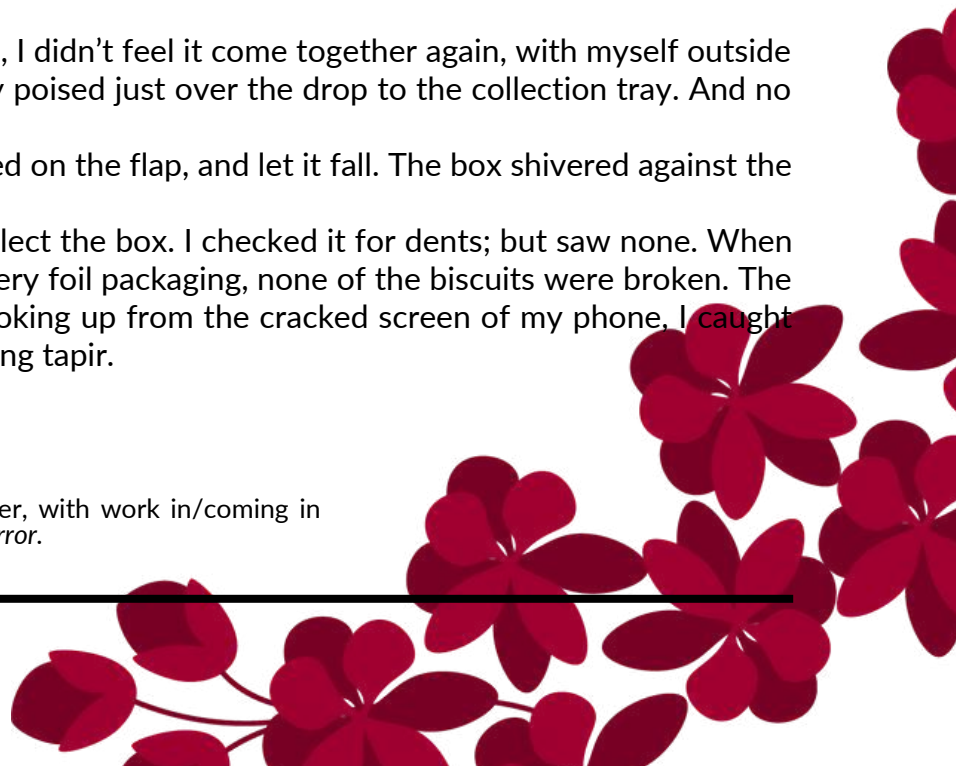 , I didn’t feel it come together again, with myself outside
y poised just over the drop to the collection tray. And no
ed on the flap, and let it fall. The box shivered against the
lect the box. I checked it for dents; but saw none. When
ery foil packaging, none of the biscuits were broken. The
oking up from the cracked screen of my phone, I caught
ng tapir.
er, with work in/coming in
rror.